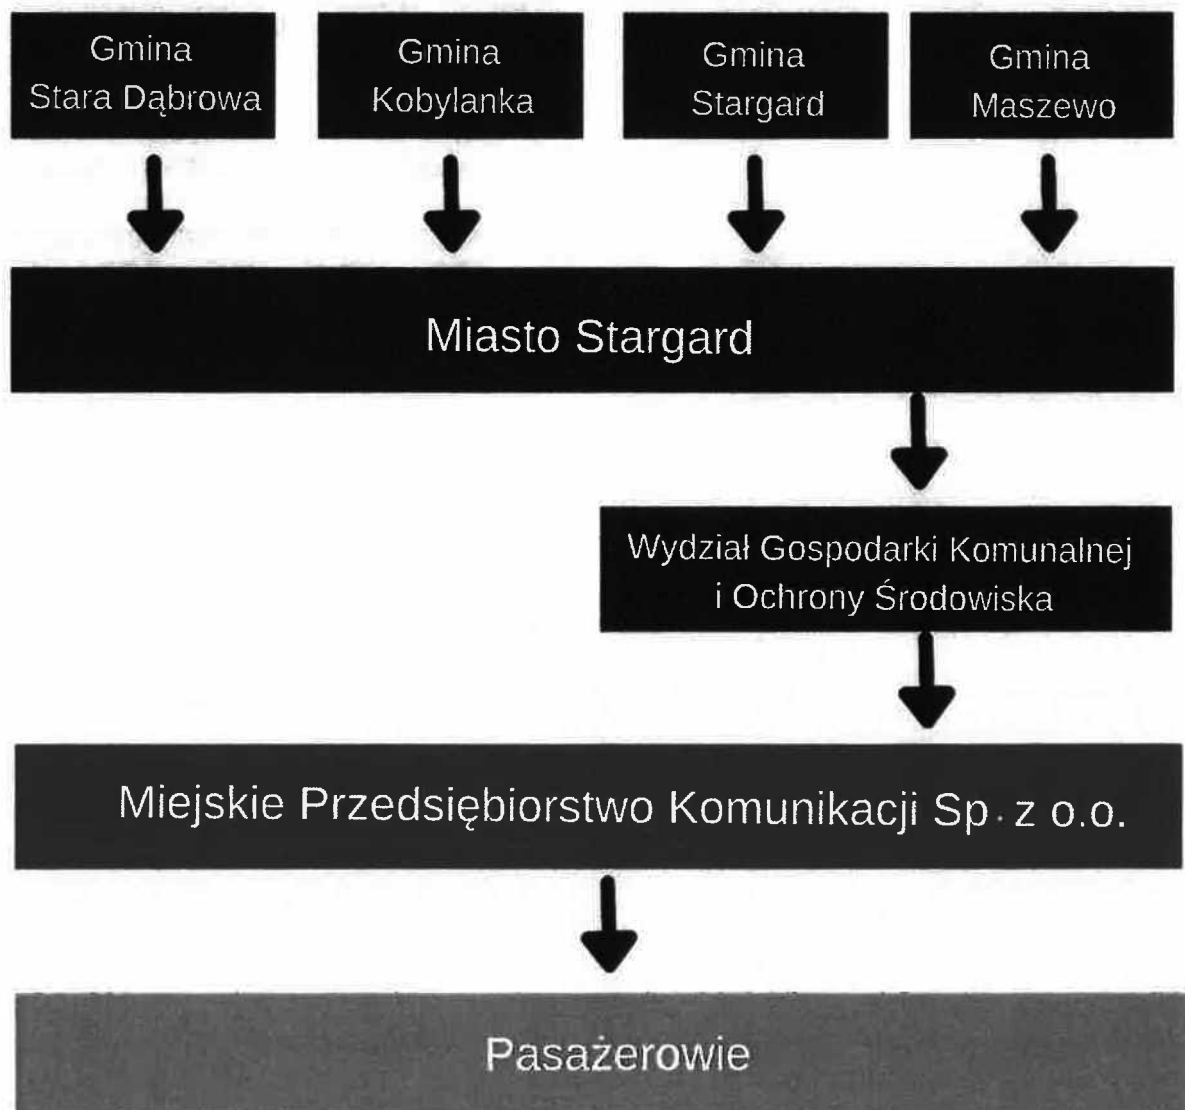 Gmina
Stara Dąbrowa
Gmina
Kobylanka
Gmina
Stargard
Gmina
Maszewo
Miasto Stargard
Wydział Gospodarki Komunalnej
i Ochrony Środowiska
Miejskie Przedsiębiorstwo Komunikacji Sp. z o.o.
Pasażerowie